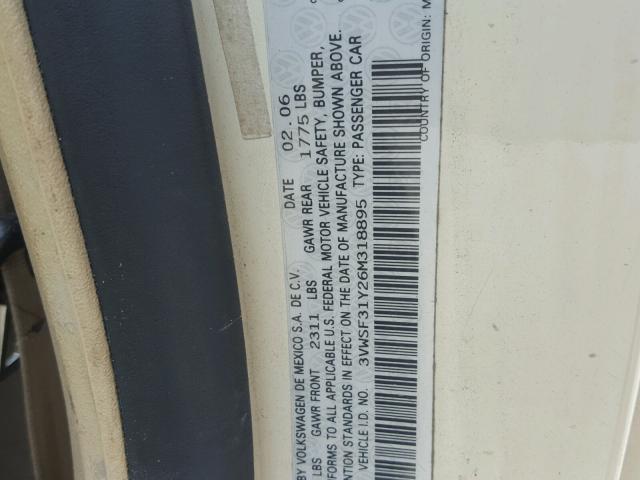 BY VOLKSWAGEN DE MEXICO S.A. DE C.V. DATE 02.06
LBS GAWR FRONT 2311 LBS GAWR REAR 1775 LBS
FORMS TO ALL APPLICABLE U.S. FEDERAL MOTOR VEHICLE SAFETY, BUMPER,
NTION STANDARDS IN EFFECT ON THE DATE OF MANUFACTURE SHOWN ABOVE.
VEHICLE I.D. NO. 3VWSF31Y26M318895 TYPE: PASSENGER CAR
COUNTRY OF ORIGIN: M